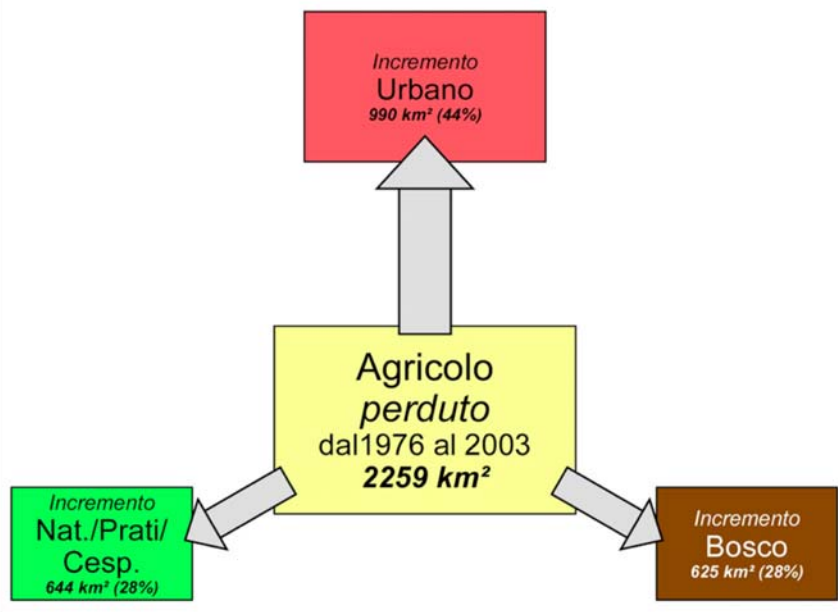 Incremento
Urbano
990 km² (44%)
Agricolo
perduto
dal1976 al 2003
2259 km²
Incremento
Nat./Prati/
Cesp.
644 km² (28%)
Incremento
Bosco
625 km² (28%)